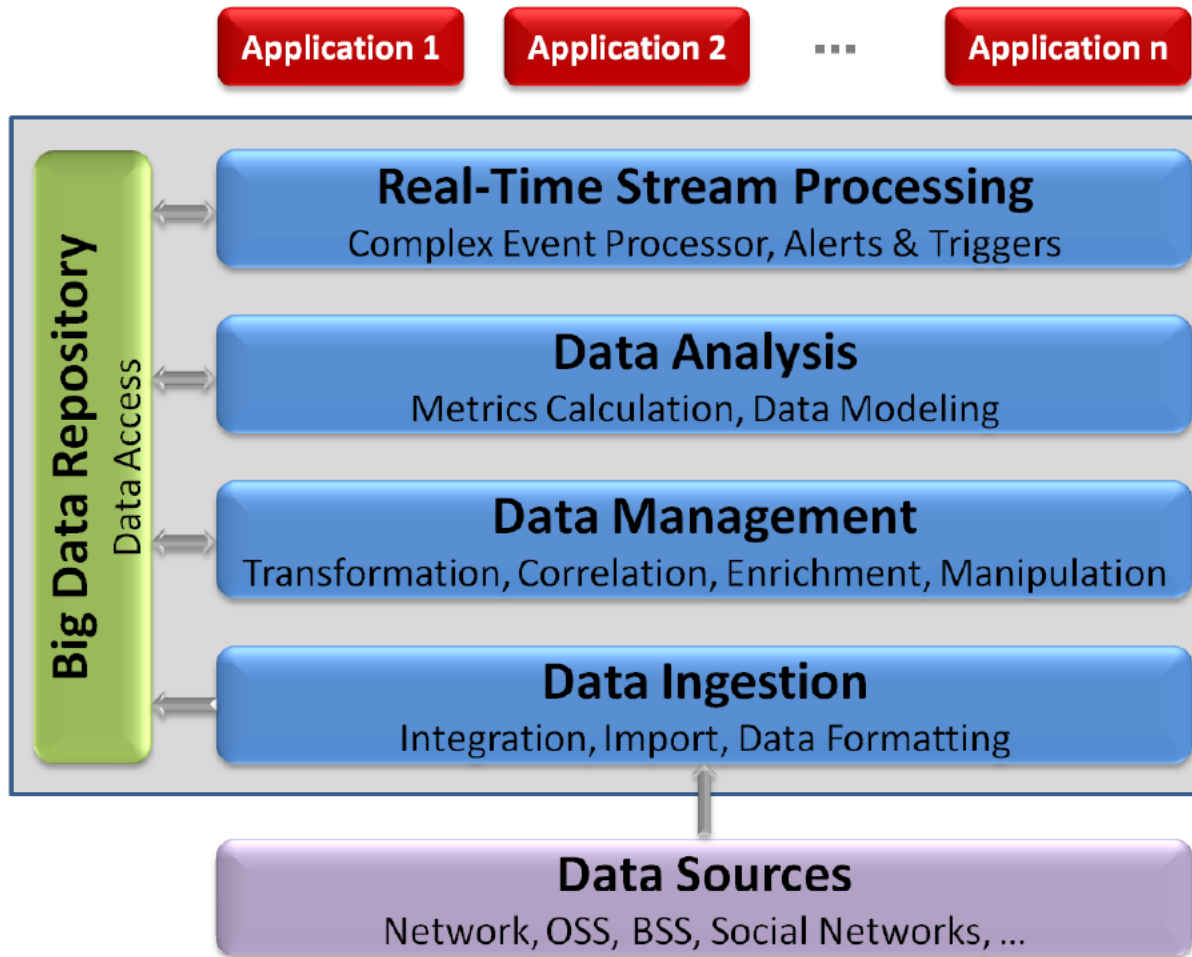 Application 1
Application 2
...
Application n
Big Data Repository
Data Access
Real-Time Stream Processing
Complex Event Processor, Alerts & Triggers
Data Analysis
Metrics Calculation, Data Modeling
Data Management
Transformation, Correlation, Enrichment, Manipulation
Data Ingestion
Integration, Import, Data Formatting
Data Sources
Network, OSS, BSS, Social Networks, ...